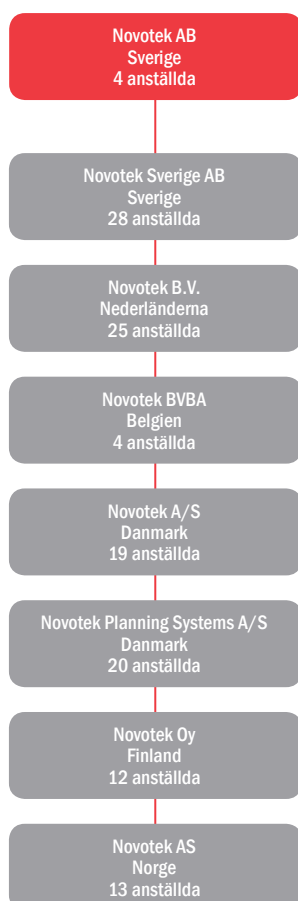 Novotek AB
Sverige
4 anställda
Novotek Sverige AB
Sverige
28 anställda
Novotek B.V.
Nederländerna
25 anställda
Novotek BVBA
Belgien
4 anställda
Novotek A/S
Danmark
19 anställda
Novotek Planning Systems A/S
Danmark
20 anställda
Novotek Oy
Finland
12 anställda
Novotek AS
Norge
13 anställda